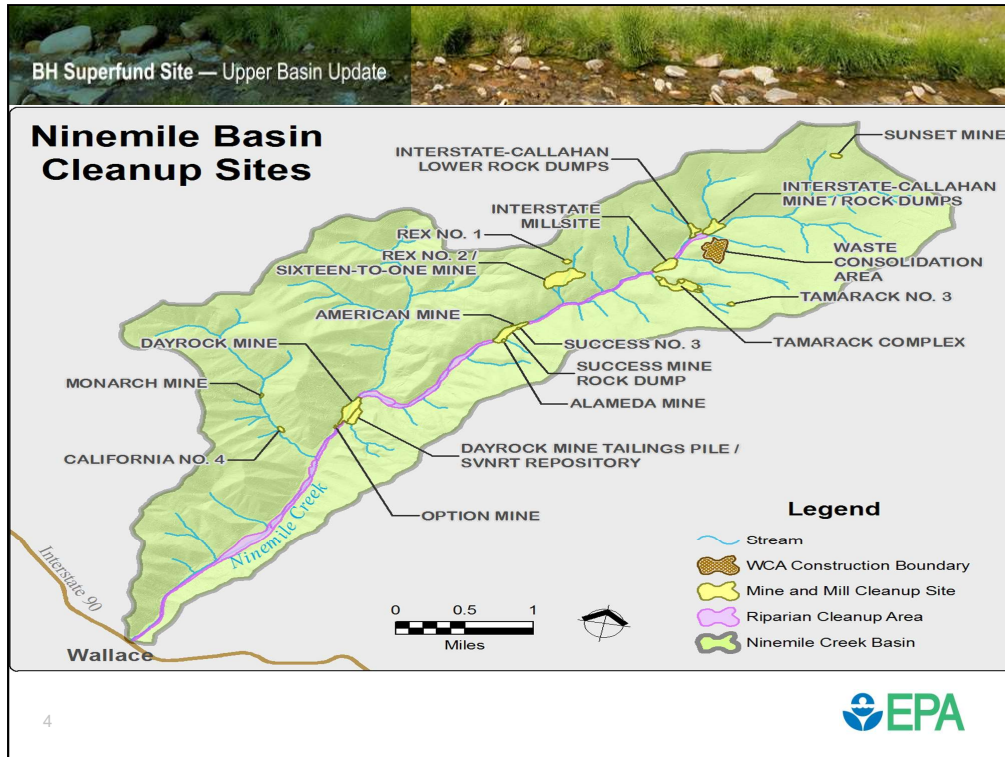 BH Superfund Site — Upper Basin Update
Ninemile Basin
Cleanup Sites
SUNSET MINE
INTERSTATE-CALLAHAN
LOWER ROCK DUMPS
INTERSTATE-CALLAHAN
MINE / ROCK DUMPS
INTERSTATE
MILLSITE
REX NO. 1
WASTE
CONSOLIDATION
AREA
REX NO. 2 /
SIXTEEN-TO-ONE MINE
TAMARACK NO. 3
AMERICAN MINE
SUCCESS NO. 3
TAMARACK COMPLEX
DAYROCK MINE
SUCCESS MINE
ROCK DUMP
MONARCH MINE
ALAMEDA MINE
CALIFORNIA NO. 4
DAYROCK MINE TAILINGS PILE /
SVNRT REPOSITORY
OPTION MINE
Ninemile Creek
Interstate 90
Wallace
0 0.5 1
Miles
Legend
Stream
WCA Construction Boundary
Mine and Mill Cleanup Site
Riparian Cleanup Area
Ninemile Creek Basin
4
EPA